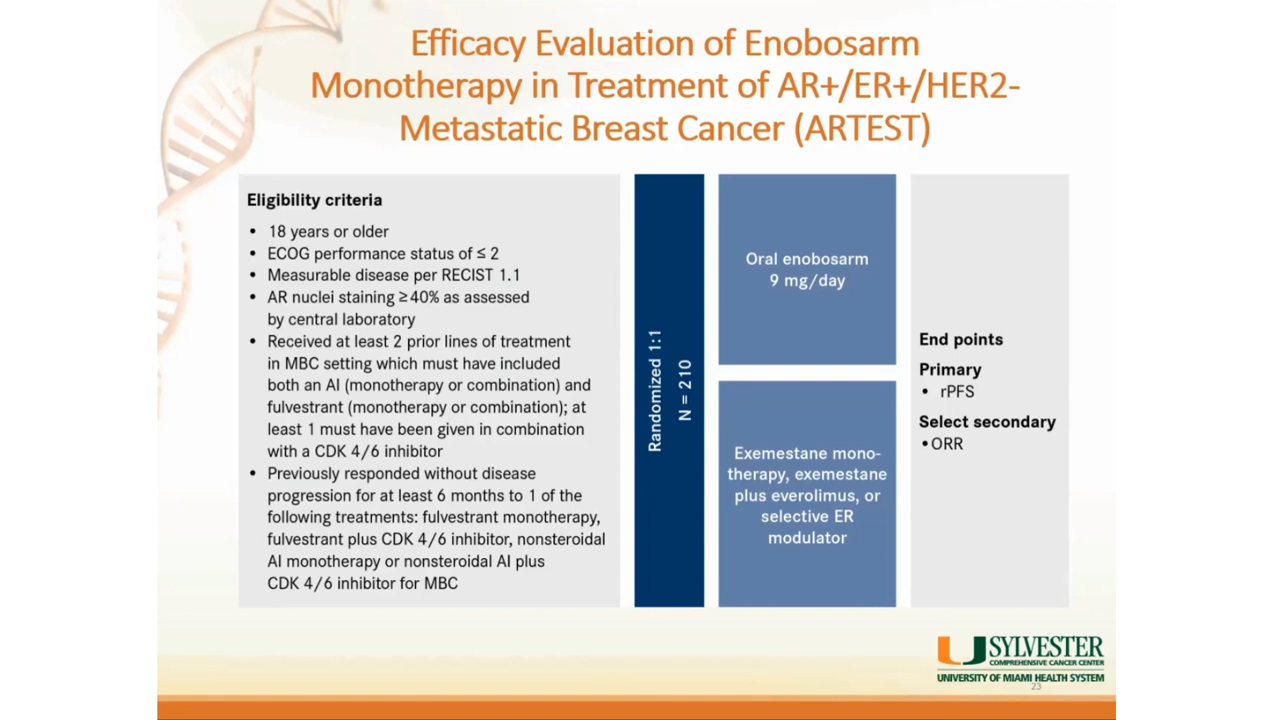 Efficacy Evaluation of Enobosarm
Monotherapy in Treatment of AR+/ER+/HER2-
Metastatic Breast Cancer (ARTEST)
Eligibility criteria
• 18 years or older
• ECOG performance status of ≤ 2
• Measurable disease per RECIST 1.1
• AR nuclei staining ≥ 40% as assessed
by central laboratory
• Received at least 2 prior lines of treatment
in MBC setting which must have included
both an AI (monotherapy or combination) and
fulvestrant (monotherapy or combination); at
least 1 must have been given in combination
with a CDK 4/6 inhibitor
• Previously responded without disease
progression for at least 6 months to 1 of the
following treatments: fulvestrant monotherapy,
fulvestrant plus CDK 4/6 inhibitor, nonsteroidal
AI monotherapy or nonsteroidal AI plus
CDK 4/6 inhibitor for MBC
Randomized 1:1
N = 210
Oral enobosarm
9 mg/day
Exemestane mono-
therapy, exemestane
plus everolimus, or
selective ER
modulator
End points
Primary
• rPFS
Select secondary
• ORR
SYLVESTER
COMPREHENSIVE CANCER CENTER
UNIVERSITY OF MIAMI HEALTH SYSTEM
23